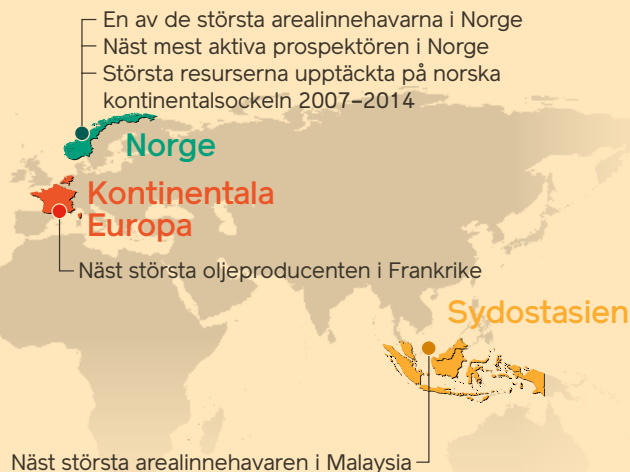 En av de största arealinnehavarna i Norge
Näst mest aktiva prospektören i Norge
Största resurserna upptäckta på norska
kontinentalsockeln 2007–2014
Norge
Kontinentala
Europa
Näst största oljeproducenten i Frankrike
Sydostasien
Näst största arealinnehavaren i Malaysia